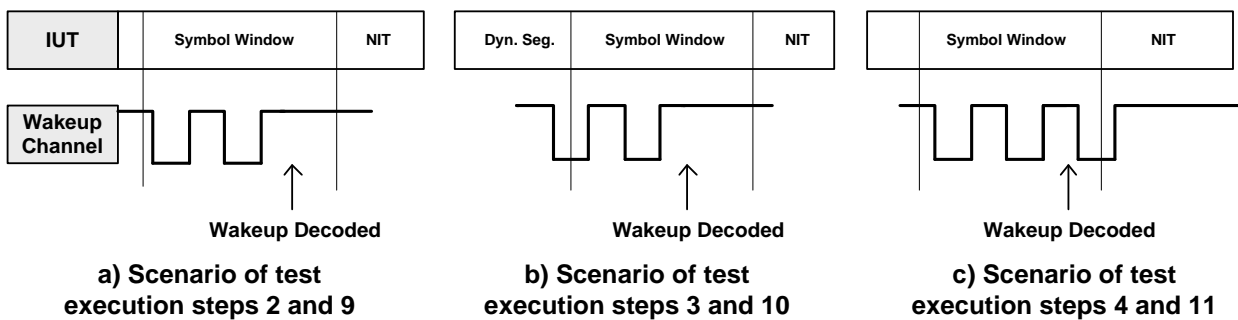 IUT
Symbol Window
NIT
Dyn. Seg.
Symbol Window
NIT
Symbol Window
NIT
Wakeup
Channel
Wakeup Decoded
Wakeup Decoded
Wakeup Decoded
a) Scenario of test
execution steps 2 and 9
b) Scenario of test
execution steps 3 and 10
c) Scenario of test
execution steps 4 and 11